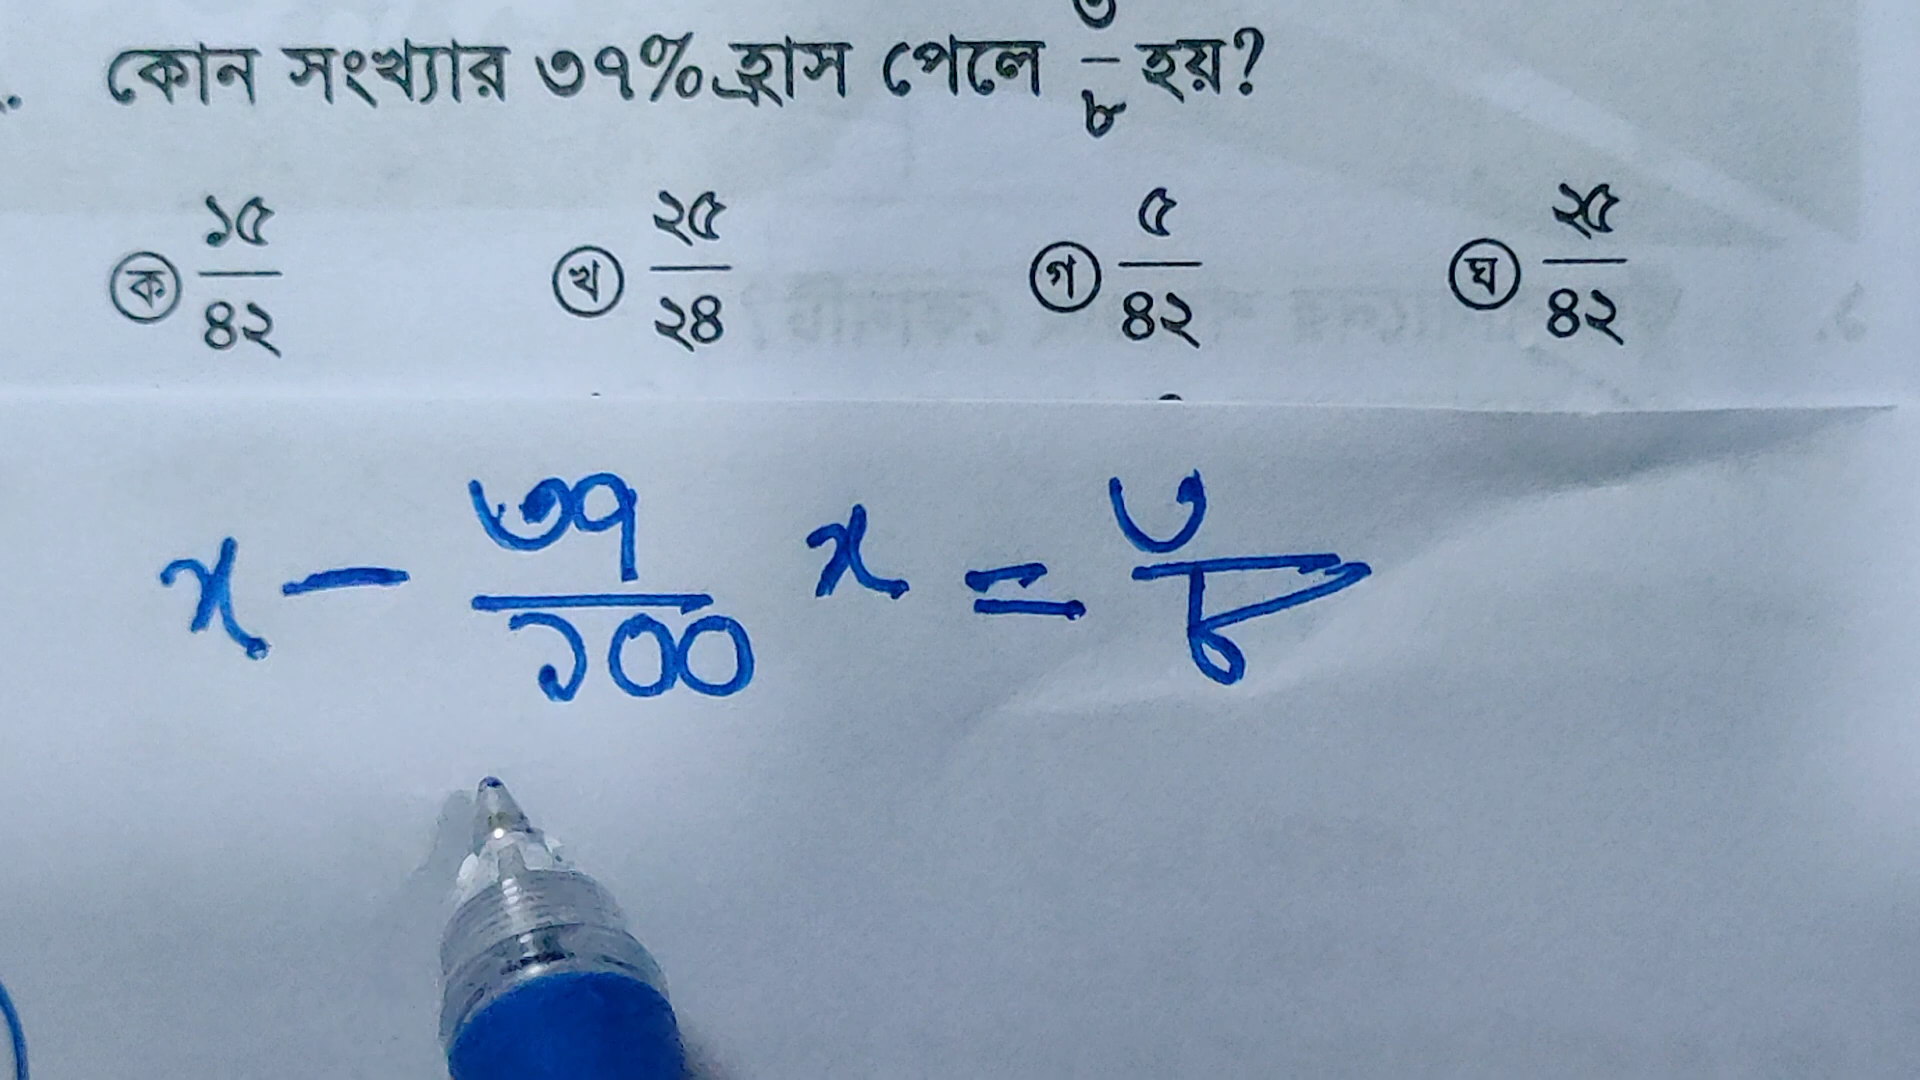 কোন সংখ্যার ৩৭% হ্রাস পেলে ৩/৮ হয়?
ক ১৫/৪২ খ ২৫/২৪ গ ৫/৪২ ঘ ২৫/৪২
x - ৩৭/১০০ x = ৩/৮